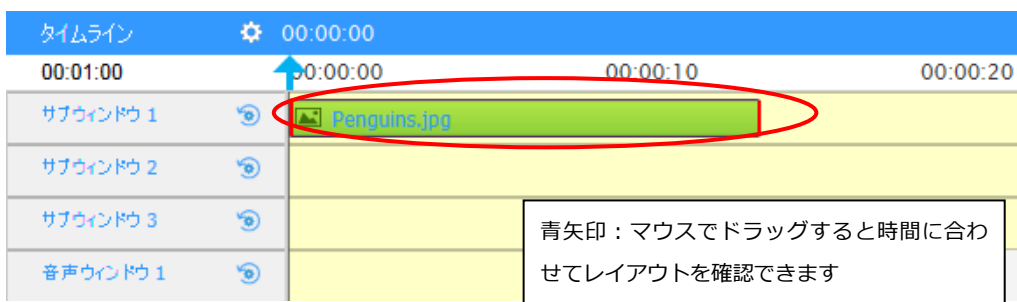 タイムライン 00:00:00
00:01:00 00:00:00 00:00:10 00:00:20
サブウィンドウ 1 Penguins.jpg
サブウィンドウ 2
サブウィンドウ 3
音声ウィンドウ 1
青矢印：マウスでドラッグすると時間に合わ
せてレイアウトを確認できます